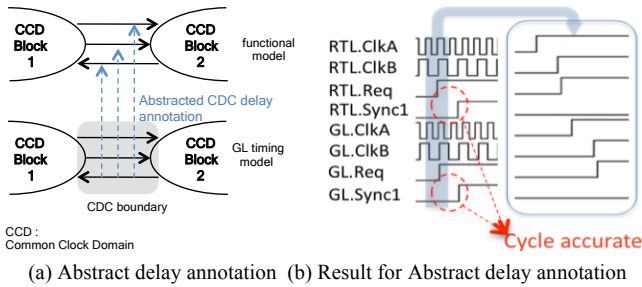 CCD
Block
1
CCD
Block
2
functional
model
Abstracted CDC delay
annotation
CCD
Block
1
CCD
Block
2
GL timing
model
CDC boundary
CCD :
Common Clock Domain
RTL.ClkA
RTL.ClkB
RTL.Req
RTL.Sync1
GL.ClkA
GL.ClkB
GL.Req
GL.Sync1
Cycle accurate
(a) Abstract delay annotation (b) Result for Abstract delay annotation